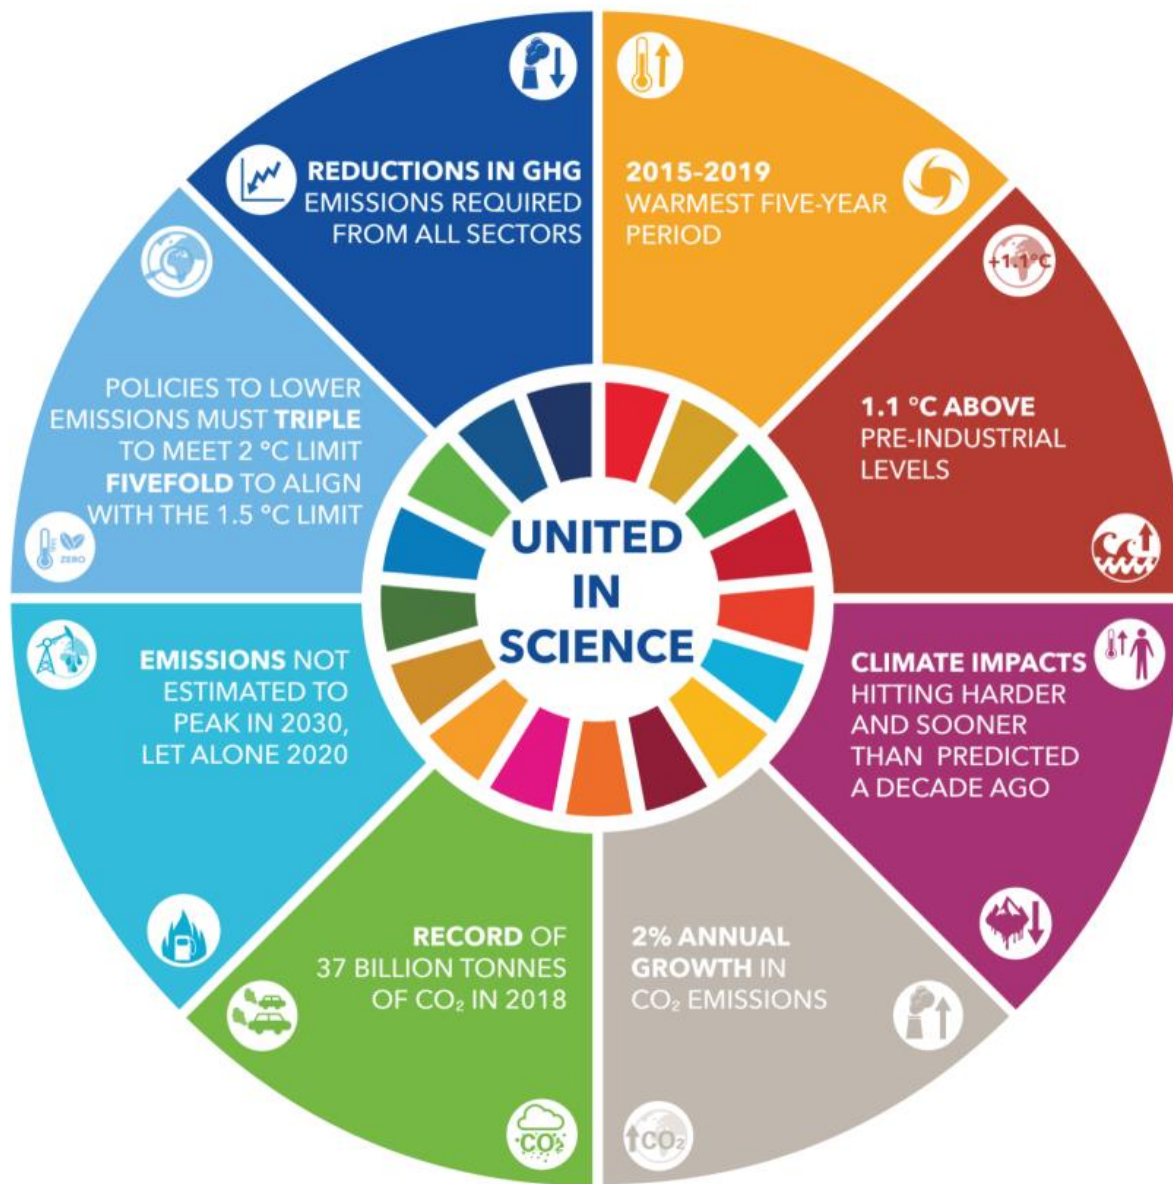 UNITED
IN
SCIENCE
2015-2019
WARMEST FIVE-YEAR
PERIOD
+1.1°C
1.1 °C ABOVE
PRE-INDUSTRIAL
LEVELS
CLIMATE IMPACTS
HITTING HARDER
AND SOONER
THAN PREDICTED
A DECADE AGO
2% ANNUAL
GROWTH IN
CO₂ EMISSIONS
CO₂
RECORD OF
37 BILLION TONNES
OF CO₂ IN 2018
CO₂
EMISSIONS NOT
ESTIMATED TO
PEAK IN 2030,
LET ALONE 2020
POLICIES TO LOWER
EMISSIONS MUST TRIPLE
TO MEET 2 °C LIMIT
FIVEFOLD TO ALIGN
WITH THE 1.5 °C LIMIT
ZERO
REDUCTIONS IN GHG
EMISSIONS REQUIRED
FROM ALL SECTORS